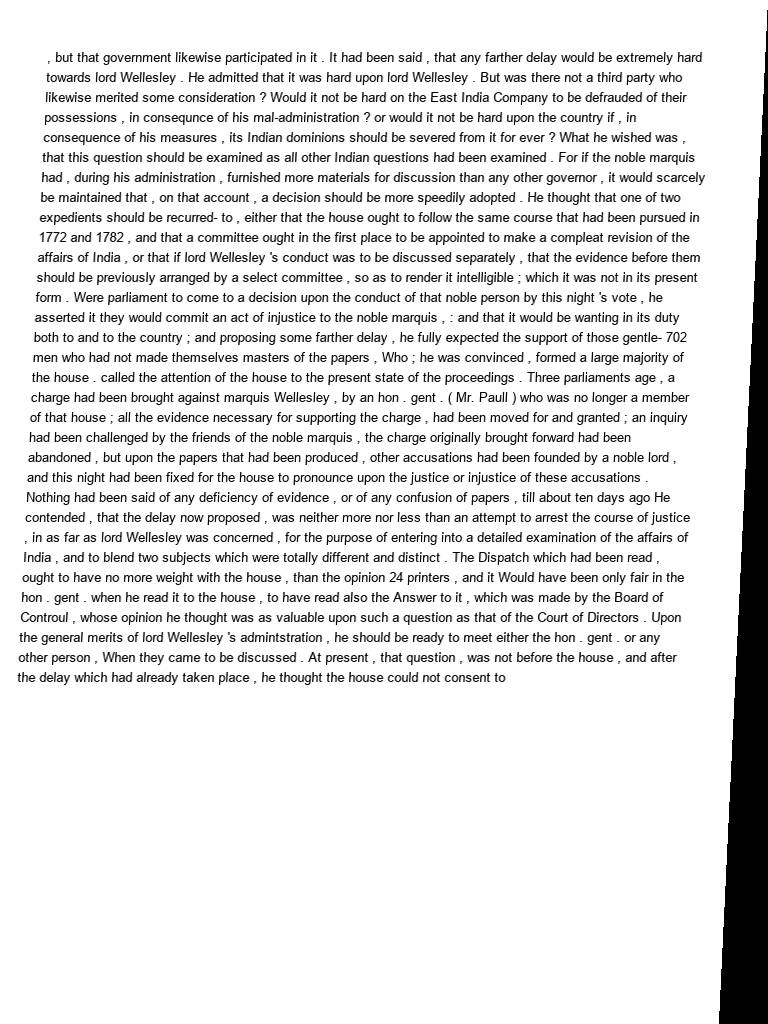 , but that government likewise participated in it . It had been said , that any farther delay would be extremely hard
towards lord Wellesley . He admitted that it was hard upon lord Wellesley . But was there not a third party who
likewise merited some consideration ? Would it not be hard on the East India Company to be defrauded of their
possessions , in consequnce of his mal-administration ? or would it not be hard upon the country if , in
consequence of his measures , its Indian dominions should be severed from it for ever ? What he wished was ,
that this question should be examined as all other Indian questions had been examined . For if the noble marquis
had , during his administration , furnished more materials for discussion than any other governor , it would scarcely
be maintained that , on that account , a decision should be more speedily adopted . He thought that one of two
expedients should be recurred- to , either that the house ought to follow the same course that had been pursued in
1772 and 1782 , and that a committee ought in the first place to be appointed to make a compleat revision of the
affairs of India , or that if lord Wellesley 's conduct was to be discussed separately , that the evidence before them
should be previously arranged by a select committee , so as to render it intelligible ; which it was not in its present
form . Were parliament to come to a decision upon the conduct of that noble person by this night 's vote , he
asserted it they would commit an act of injustice to the noble marquis , : and that it would be wanting in its duty
both to and to the country ; and proposing some farther delay , he fully expected the support of those gentle- 702
men who had not made themselves masters of the papers , Who ; he was convinced , formed a large majority of
the house . called the attention of the house to the present state of the proceedings . Three parliaments age , a
charge had been brought against marquis Wellesley , by an hon . gent . ( Mr. Paull ) who was no longer a member
of that house ; all the evidence necessary for supporting the charge , had been moved for and granted ; an inquiry
had been challenged by the friends of the noble marquis , the charge originally brought forward had been
abandoned , but upon the papers that had been produced , other accusations had been founded by a noble lord ,
and this night had been fixed for the house to pronounce upon the justice or injustice of these accusations .
Nothing had been said of any deficiency of evidence , or of any confusion of papers , till about ten days ago He
contended , that the delay now proposed , was neither more nor less than an attempt to arrest the course of justice
, in as far as lord Wellesley was concerned , for the purpose of entering into a detailed examination of the affairs of
India , and to blend two subjects which were totally different and distinct . The Dispatch which had been read ,
ought to have no more weight with the house , than the opinion 24 printers , and it Would have been only fair in the
hon . gent . when he read it to the house , to have read also the Answer to it , which was made by the Board of
Controul , whose opinion he thought was as valuable upon such a question as that of the Court of Directors . Upon
the general merits of lord Wellesley 's admintstration , he should be ready to meet either the hon . gent . or any
other person , When they came to be discussed . At present , that question , was not before the house , and after
the delay which had already taken place , he thought the house could not consent to